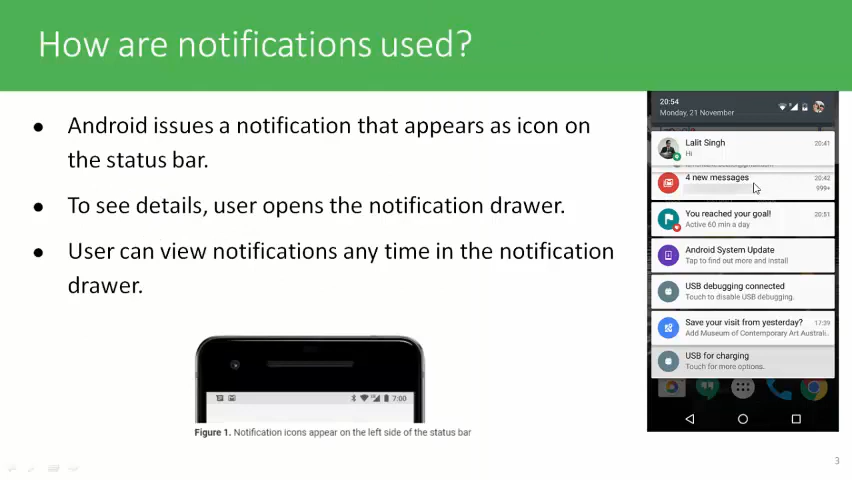 How are notifications used?
● Android issues a notification that appears as icon on
the status bar.
● To see details, user opens the notification drawer.
● User can view notifications any time in the notification
drawer.
7:00
Figure 1. Notification icons appear on the left side of the status bar
20:54
Monday, 21 November
Lalit Singh 20:41
Hi
4 new messages 20:42
999+
You reached your goal! 20:51
Active 60 min a day
Android System Update
Tap to find out more and install
USB debugging connected
Touch to disable USB debugging.
Save your visit from yesterday? 17:39
Add Museum of Contemporary Art Australi..
USB for charging
Touch for more options.
3